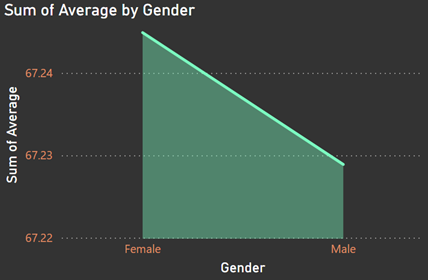 Sum of Average by Gender
Sum of Average
67.24
67.23
67.22
Female Male
Gender